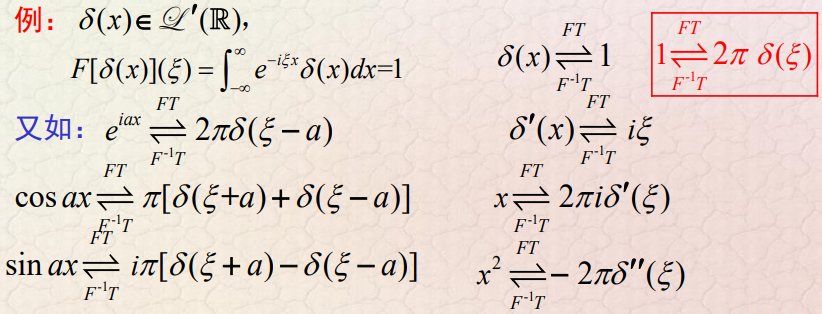 例： δ(x)∈ 𝓛′(ℝ)，
F[δ(x)](ξ) = ∫_{-∞}^{∞} e^{-iξx} δ(x)dx=1
δ(x) ⇌ 1 FT F⁻¹T
1 ⇌ 2π δ(ξ) FT F⁻¹T
又如： e^{iax} ⇌ 2πδ(ξ − a) FT F⁻¹T
δ′(x) ⇌ iξ FT F⁻¹T
cos ax ⇌ π[δ(ξ+a) + δ(ξ − a)] FT F⁻¹T
x ⇌ 2πiδ′(ξ) FT F⁻¹T
sin ax ⇌ iπ[δ(ξ + a) − δ(ξ − a)] FT F⁻¹T
x² ⇌ − 2πδ″(ξ) FT F⁻¹T